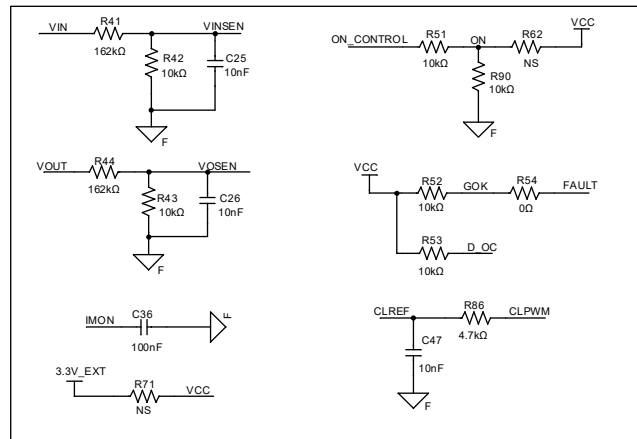 VIN R41 VINSEN
162kΩ
R42
10kΩ
C25
10nF
F
VOUT R44 VOSEN
162kΩ
R43
10kΩ
C26
10nF
F
IMON C36
100nF
F
3.3V_EXT
R71 VCC
NS
VCC
ON_CONTROL R51 ON R62
10kΩ
NS
R90
10kΩ
F
VCC
R52 GOK R54 FAULT
10kΩ
0Ω
R53 D_OC
10kΩ
CLREF R86 CLPWM
4.7kΩ
C47
10nF
F